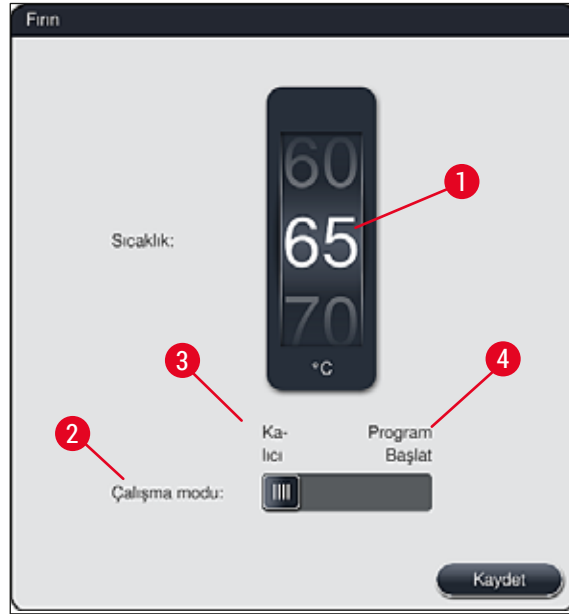 Fırın
60
1
Sıcaklık:
65
70
°C
3
4
Ka-
lıcı
Program
Başlat
2
Çalışma modu:
Kaydet